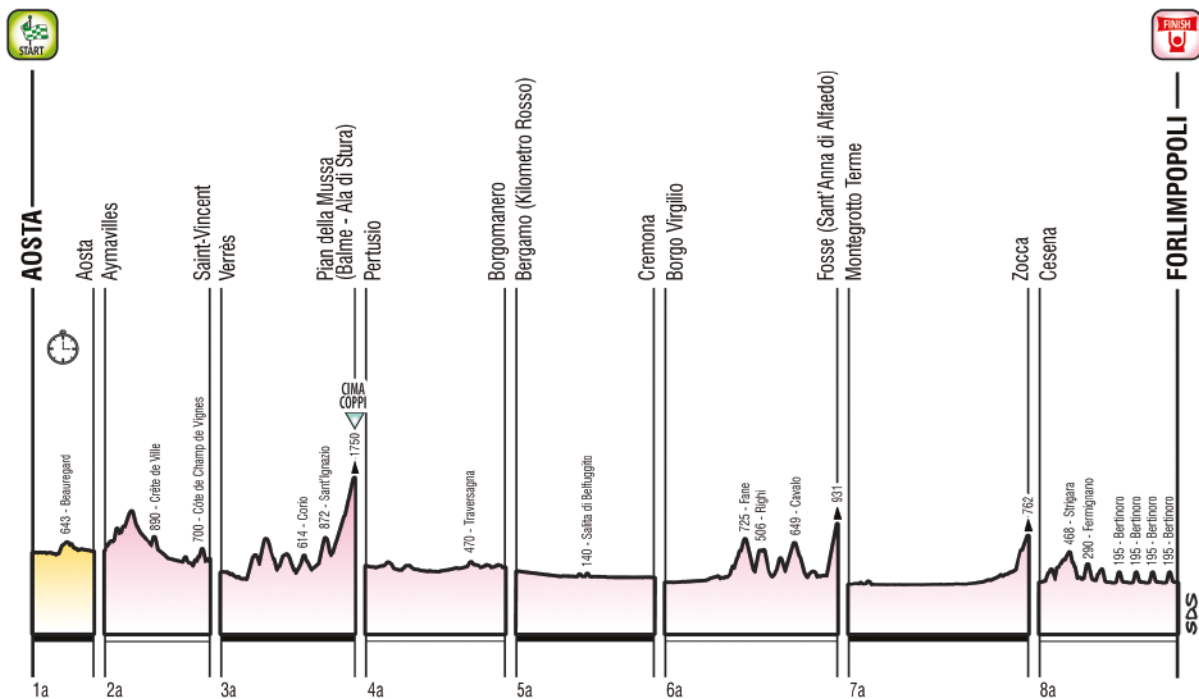 START
FINISH
AOSTA
Aosta
Aymavilles
Saint-Vincent
Verrès
Pian della Mussa
(Balme - Ala di Stura)
Pertusio
Borgomanero
Bergamo (Kilometro Rosso)
Cremona
Borgo Virgilio
Fosse (Sant'Anna di Alfaedo)
Montegrotto Terme
Zocca
Cesena
FORLIMPOPOLI
CIMA
COPPI
643 - Beauregard
890 - Crête de Ville
700 - Côte de Champ de Vignes
614 - Corio
872 - Sant'Ignazio
1750
470 - Traversagna
140 - Salita di Belfuggito
725 - Fane
506 - Righi
649 - Cavalo
931
762
468 - Strigara
290 - Fermignano
195 - Bertinoro
195 - Bertinoro
195 - Bertinoro
195 - Bertinoro
SDS
1a
2a
3a
4a
5a
6a
7a
8a